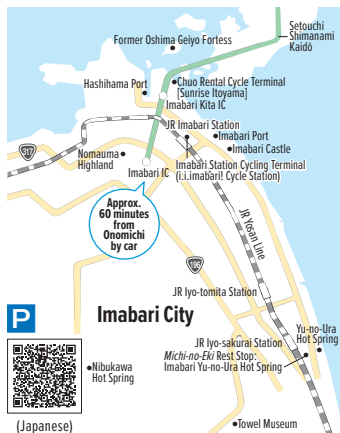 Setouchi
Shimanami
Kaidō
Former Oshima Geiyo Fortess
Hashihama Port
Chuo Rental Cycle Terminal
[Sunrise Itoyama]
Imabari Kita IC
JR Imabari Station
Imabari Port
Imabari Castle
317
Nomauma
Highland
Imabari IC
Imabari Station Cycling Terminal
(i.i.imabari! Cycle Station)
Approx.
60 minutes
from
Onomichi
by car
JR Yosan Line
196
JR Iyo-tomita Station
P
Imabari City
Yu-no-Ura
Hot Spring
JR Iyo-sakurai Station
Michi-no-Eki Rest Stop:
Imabari Yu-no-Ura Hot Spring
Nibukawa
Hot Spring
(Japanese)
Towel Museum